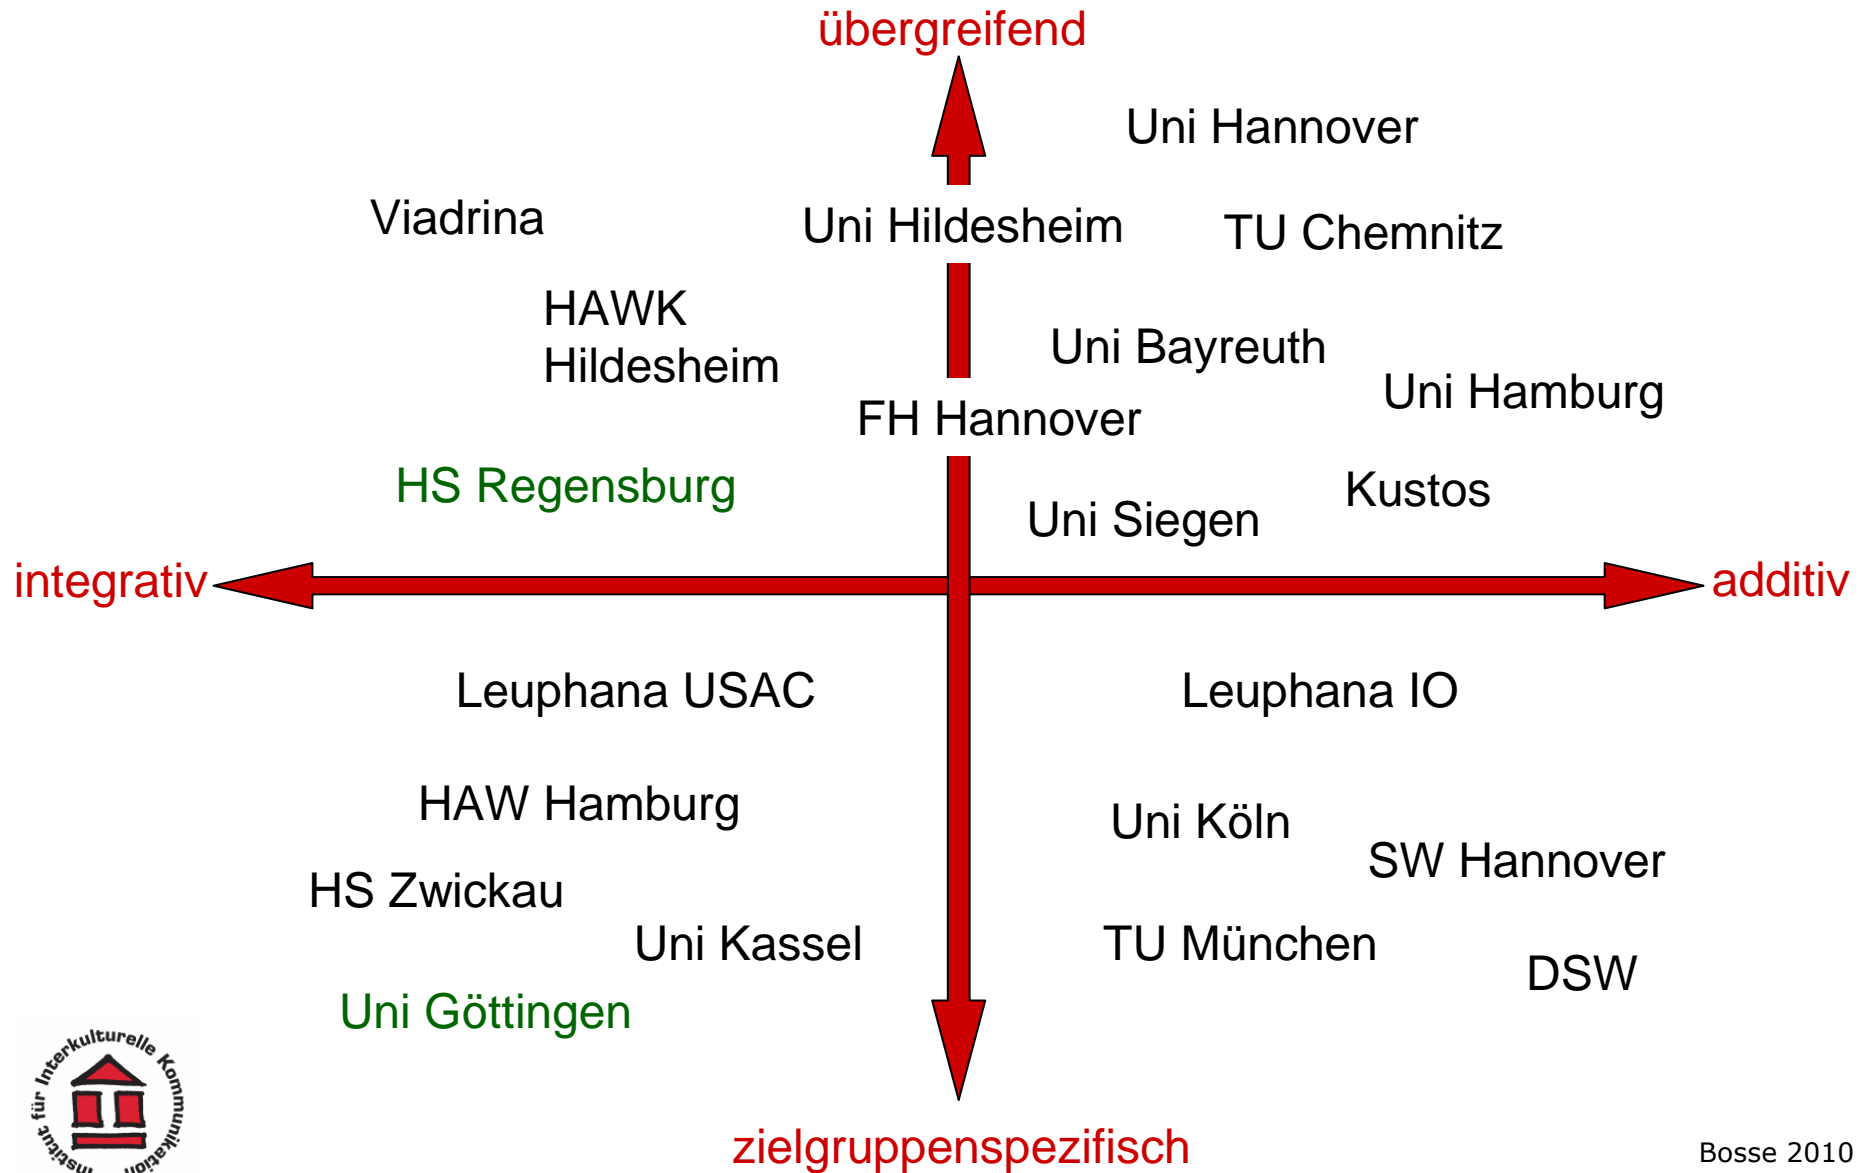 übergreifend
Uni Hannover
Viadrina
Uni Hildesheim
TU Chemnitz
HAWK
Hildesheim
Uni Bayreuth
Uni Hamburg
FH Hannover
HS Regensburg
Kustos
Uni Siegen
integrativ
additiv
Leuphana USAC
Leuphana IO
HAW Hamburg
Uni Köln
SW Hannover
HS Zwickau
Uni Kassel
TU München
DSW
Uni Göttingen
Institut für Interkulturelle Kommunikation
zielgruppenspezifisch
Bosse 2010